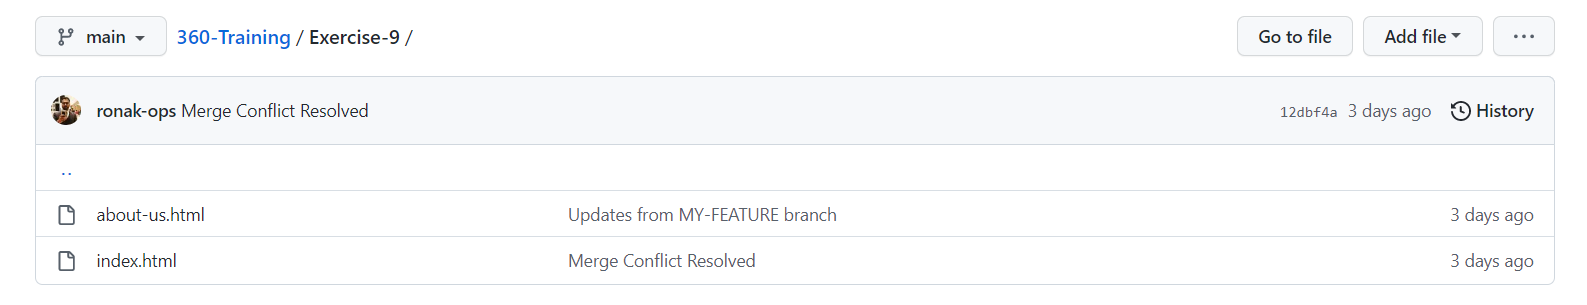 main 360-Training / Exercise-9 / Go to file Add file ...
ronak-ops Merge Conflict Resolved 12dbf4a 3 days ago History
..
about-us.html Updates from MY-FEATURE branch 3 days ago
index.html Merge Conflict Resolved 3 days ago